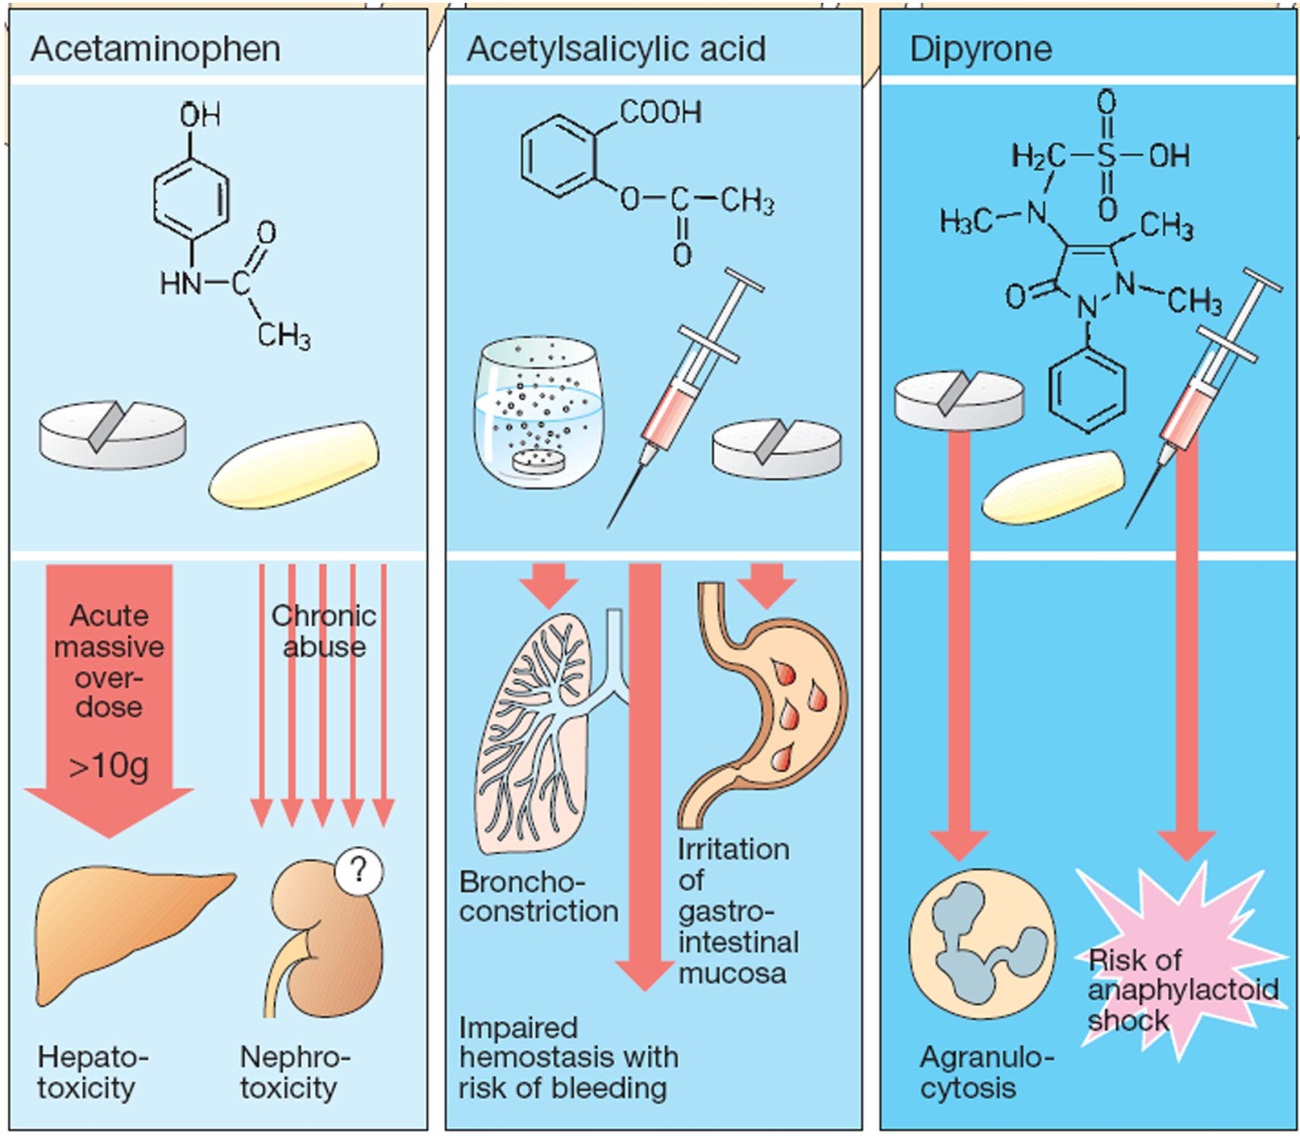 Acetaminophen
OH
O
HN–C
CH₃
Acute
massive
over-
dose
>10g
Chronic
abuse
?
Hepato-
toxicity
Nephro-
toxicity
Acetylsalicylic acid
COOH
O–C–CH₃
O
Broncho-
constriction
Irritation
of
gastro-
intestinal
mucosa
Impaired
hemostasis with
risk of bleeding
Dipyrone
O
H₂C–S–OH
O
H₃C–N
CH₃
O
N
N–CH₃
Agranulo-
cytosis
Risk of
anaphylactoid
shock